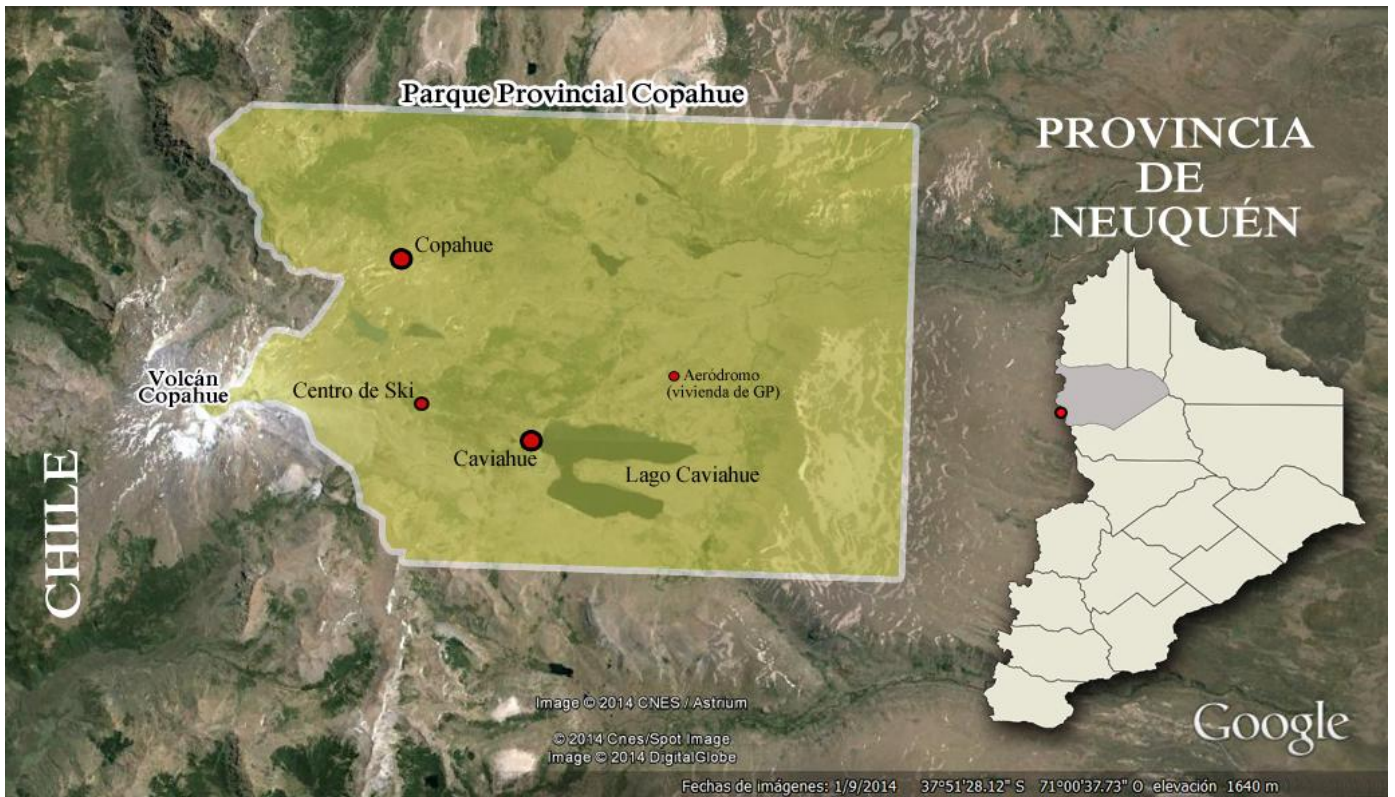 Parque Provincial Copahue
PROVINCIA
DE
NEUQUÉN
Copahue
Volcán
Copahue
Centro de Ski
Aeródromo
(vivienda de GP)
Caviahue
Lago Caviahue
CHILE
Image © 2014 CNES / Astrium
© 2014 Cnes/Spot Image
Image © 2014 DigitalGlobe
Google
Fechas de imágenes: 1/9/2014 37°51'28.12" S 71°00'37.73" O elevación 1640 m